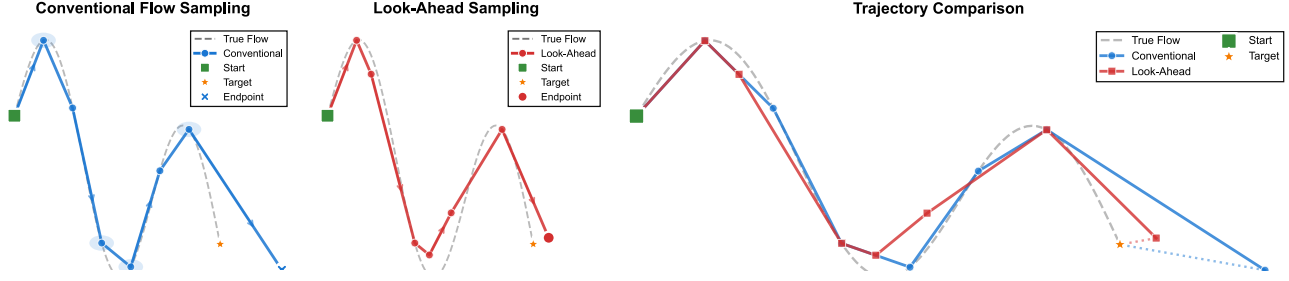 Conventional Flow Sampling
True Flow
Conventional
Start
Target
Endpoint
Look-Ahead Sampling
True Flow
Look-Ahead
Start
Target
Endpoint
Trajectory Comparison
True Flow
Conventional
Look-Ahead
Start
Target